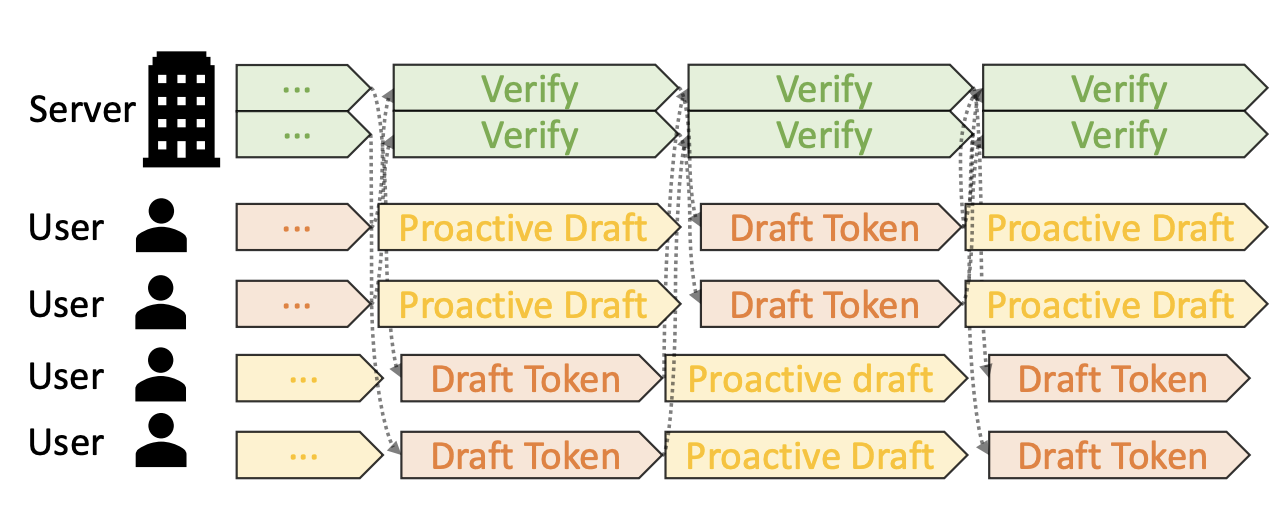 Server ... Verify Verify Verify
... Verify Verify Verify
User ... Proactive Draft Draft Token Proactive Draft
User ... Proactive Draft Draft Token Proactive Draft
User ... Draft Token Proactive draft Draft Token
User ... Draft Token Proactive Draft Draft Token